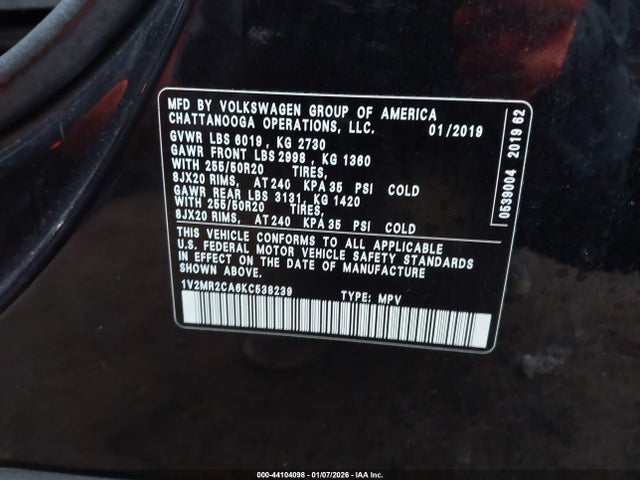 MFD BY VOLKSWAGEN GROUP OF AMERICA
CHATTANOOGA OPERATIONS, LLC. 01/2019
GVWR LBS 6019 , KG 2730
GAWR FRONT LBS 2998 , KG 1360
WITH 255/50R20 TIRES,
8JX20 RIMS, AT 240 KPA 35 PSI COLD
GAWR REAR LBS 3131, KG 1420
WITH 255/50R20 TIRES,
8JX20 RIMS, AT 240 KPA 35 PSI COLD
THIS VEHICLE CONFORMS TO ALL APPLICABLE
U.S. FEDERAL MOTOR VEHICLE SAFETY STANDARDS
IN EFFECT ON THE DATE OF MANUFACTURE
SHOWN ABOVE
1V2MR2CA6KC538239 TYPE: MPV
0539004 2019 62
000-44104098 - 01/07/2026 - IAA Inc.